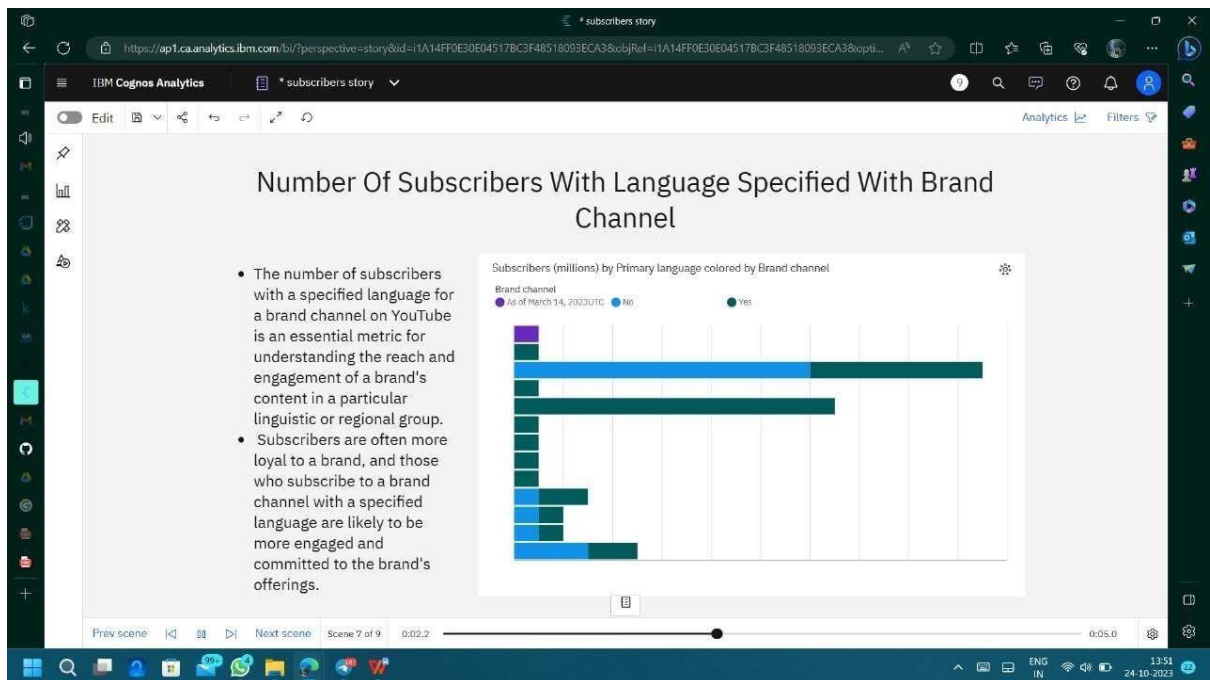 * subscribers story
https://ap1.ca.analytics.ibm.com/bi/?perspective=story&id=i1A14FF0E30E04517BC3F48518093ECA3&objRef=i1A14FF0E30E04517BC3F48518093ECA3&opti...
IBM Cognos Analytics
* subscribers story
9
Edit
Analytics
Filters
Number Of Subscribers With Language Specified With Brand
Channel
• The number of subscribers
with a specified language for
a brand channel on YouTube
is an essential metric for
understanding the reach and
engagement of a brand's
content in a particular
linguistic or regional group.
• Subscribers are often more
loyal to a brand, and those
who subscribe to a brand
channel with a specified
language are likely to be
more engaged and
committed to the brand's
offerings.
Subscribers (millions) by Primary language colored by Brand channel
Brand channel
As of March 14, 2023UTC
No
Yes
Prev scene
Next scene
Scene 7 of 9
0:02.2
0:05.0
99+
4
ENG
IN
13:51
24-10-2023
22